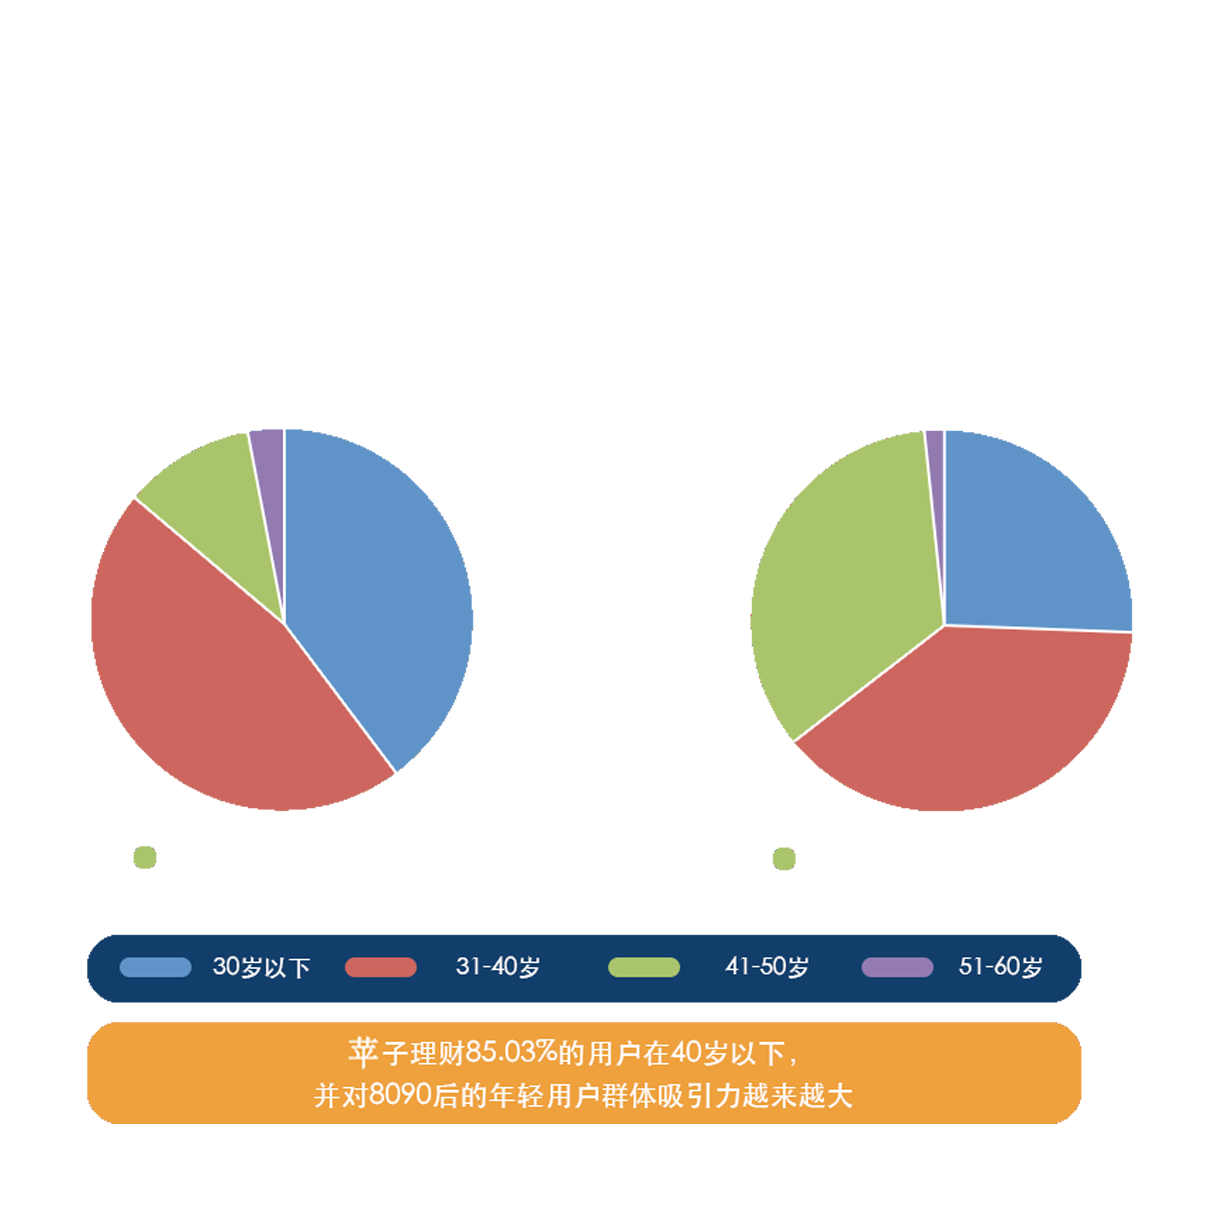 30岁以下 31-40岁 41-50岁 51-60岁
苹子理财85.03%的用户在40岁以下，
并对8090后的年轻用户群体吸引力越来越大